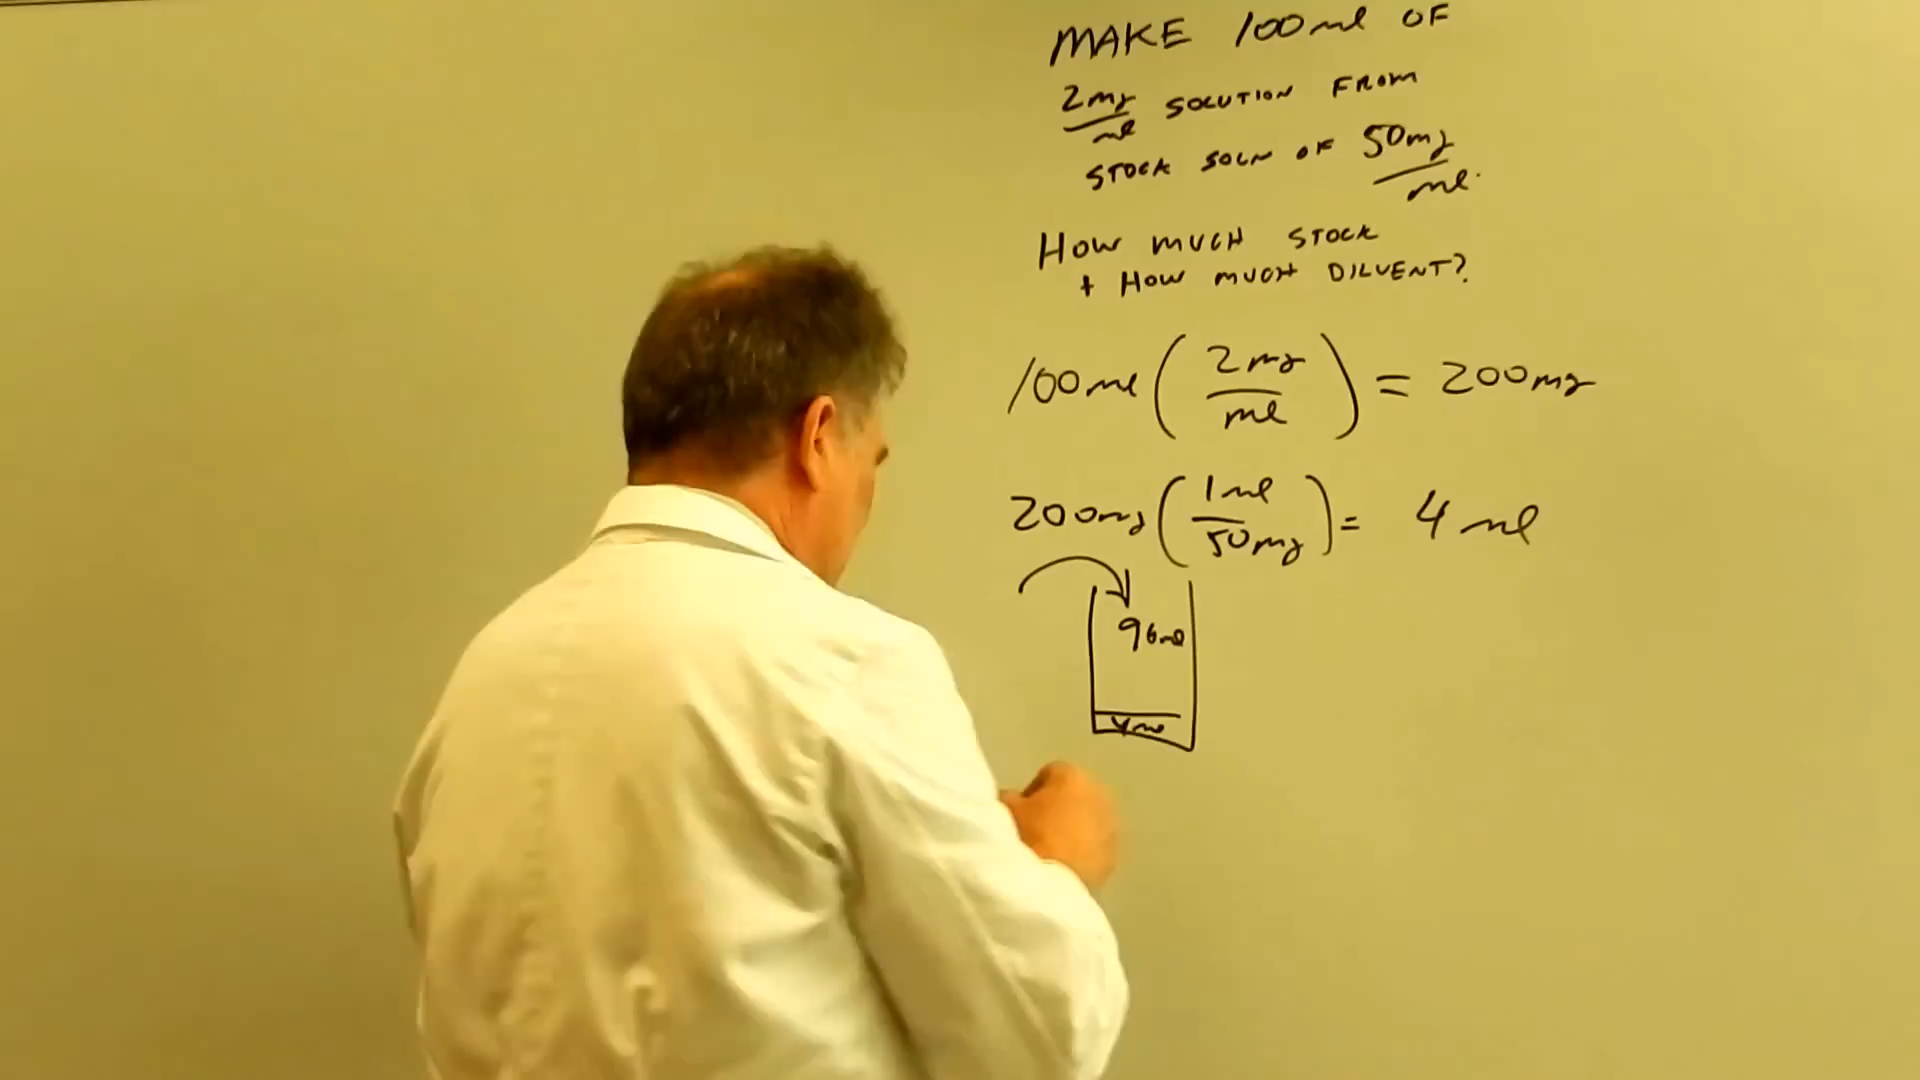 MAKE 100ml OF
2mg/ml SOLUTION FROM
STOCK SOLN OF 50mg/ml.
HOW MUCH STOCK
+ HOW MUCH DILUENT?
100ml (2mg/ml) = 200mg
200mg (1ml/50mg) = 4 ml
96ml
4ml